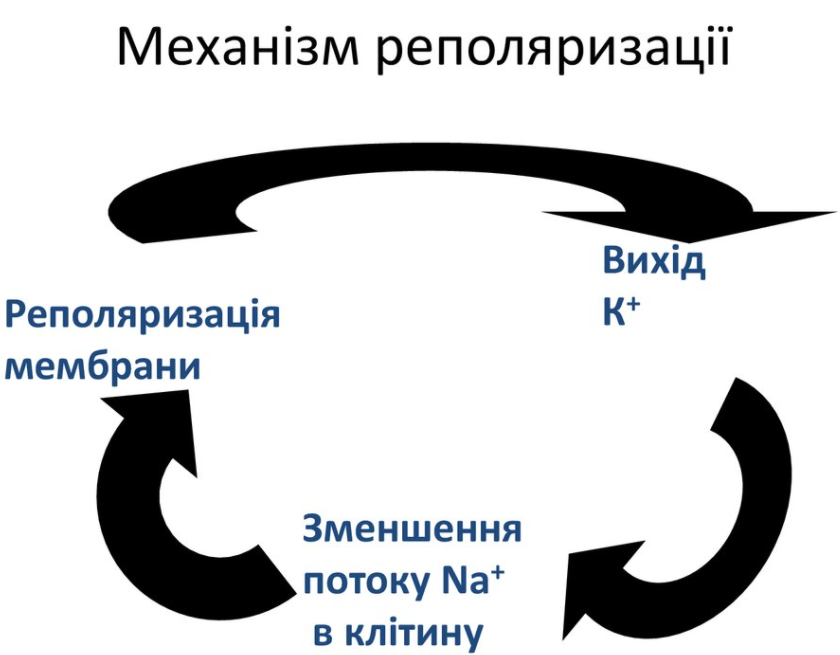 Механізм реполяризації
Вихід
К⁺
Реполяризація
мембрани
Зменшення
потоку Na⁺
в клітину